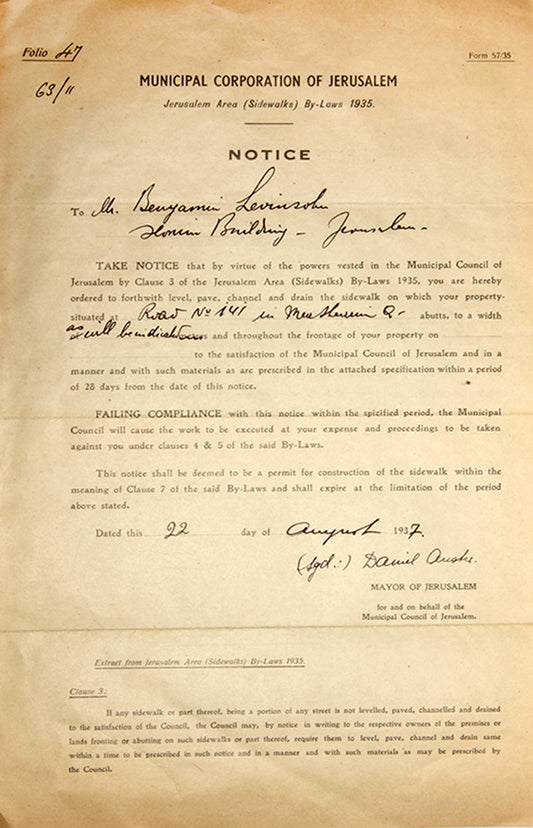 Folio 47
Form 57/35
63/11
MUNICIPAL CORPORATION OF JERUSALEM
Jerusalem Area (Sidewalks) By-Laws 1935.
NOTICE
To Mr. Benyamin Levinsohn
Building - Jerusalem -
TAKE NOTICE that by virtue of the powers vested in the Municipal Council of
Jerusalem by Clause 3 of the Jerusalem Area (Sidewalks) By-Laws 1935, you are hereby
ordered to forthwith level, pave, channel and drain the sidewalk on which your property
situated at Road No 141 in Measheurim Q. abutts, to a width
as will be indicated and throughout the frontage of your property on
to the satisfaction of the Municipal Council of Jerusalem and in a
manner and with such materials as are prescribed in the attached specification within a period
of 28 days from the date of this notice.
FAILING COMPLIANCE with this notice within the spicified period, the Municipal
Council will cause the work to be executed at your expense and proceedings to be taken
against you under clauses 4 & 5 of the said By-Laws.
This notice shall be deemed to be a permit for construction of the sidewalk within the
meaning of Clause 7 of the said By-Laws and shall expire at the limitation of the period
above stated.
Dated this 22 day of August 1937.
(sgd.:) Daniel Auster
MAYOR OF JERUSALEM
for and on behalf of the
Municipal Council of Jerusalem.
Extract from Jerusalem Area (Sidewalks) By-Laws 1935.
Clause 3:
If any sidewalk or part thereof, being a portion of any street is not levelled, paved, channelled and drained
to the satisfaction of the Council, the Council may, by notice in writing to the respective owners of the premises or
lands fronting or abutting on such sidewalks or part thereof, require them to level, pave, channel and drain same
within a time to be prescribed in such notice and in a manner and with such materials as may be prescribed by
the Council.